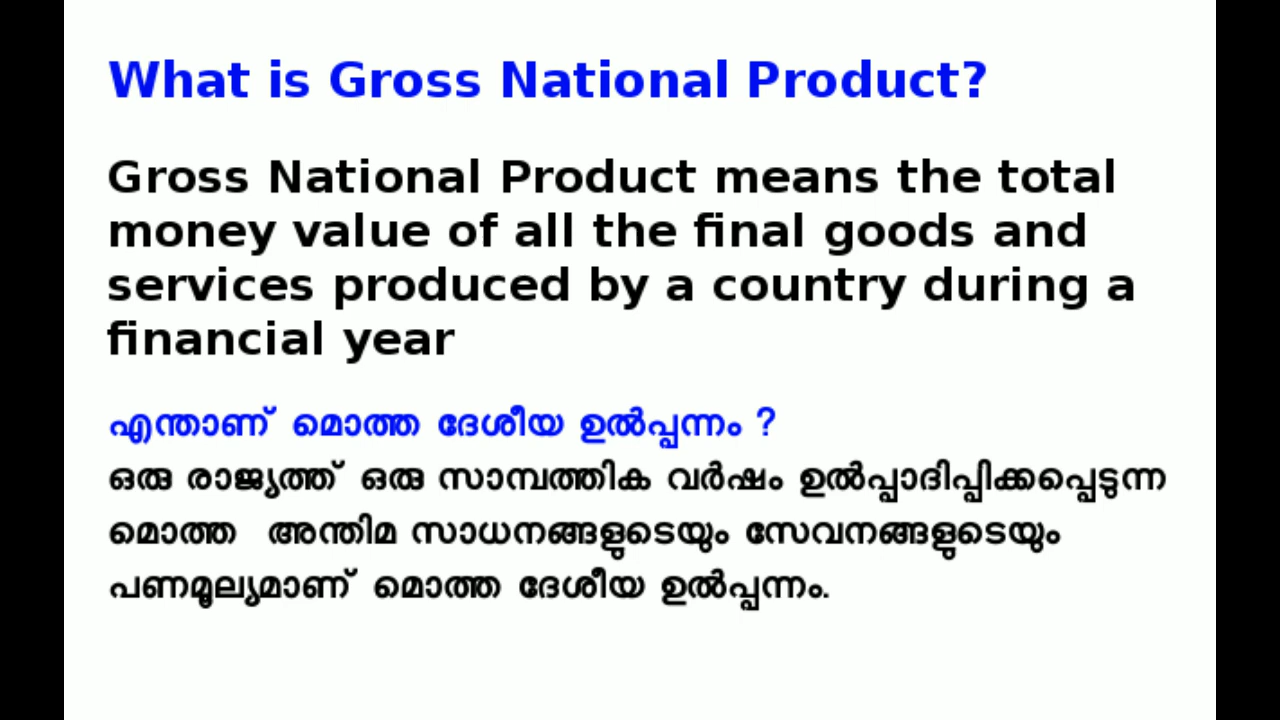 What is Gross National Product?
Gross National Product means the total
money value of all the final goods and
services produced by a country during a
financial year
എന്താണ് മൊത്ത ദേശീയ ഉൽപ്പന്നം ?
ഒരു രാജ്യത്ത് ഒരു സാമ്പത്തിക വർഷം ഉൽപ്പാദിപ്പിക്കപ്പെടുന്ന
മൊത്ത അന്തിമ സാധനങ്ങളുടെയും സേവനങ്ങളുടെയും
പണമൂല്യമാണ് മൊത്ത ദേശീയ ഉൽപ്പന്നം.